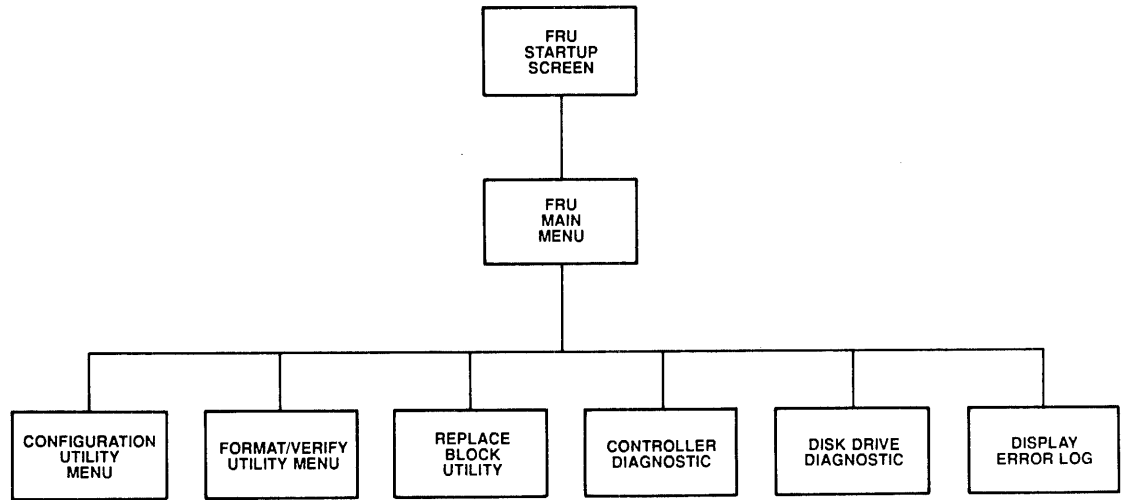 FRU
STARTUP
SCREEN
FRU
MAIN
MENU
CONFIGURATION
UTILITY
MENU
FORMAT/VERIFY
UTILITY MENU
REPLACE
BLOCK
UTILITY
CONTROLLER
DIAGNOSTIC
DISK DRIVE
DIAGNOSTIC
DISPLAY
ERROR LOG